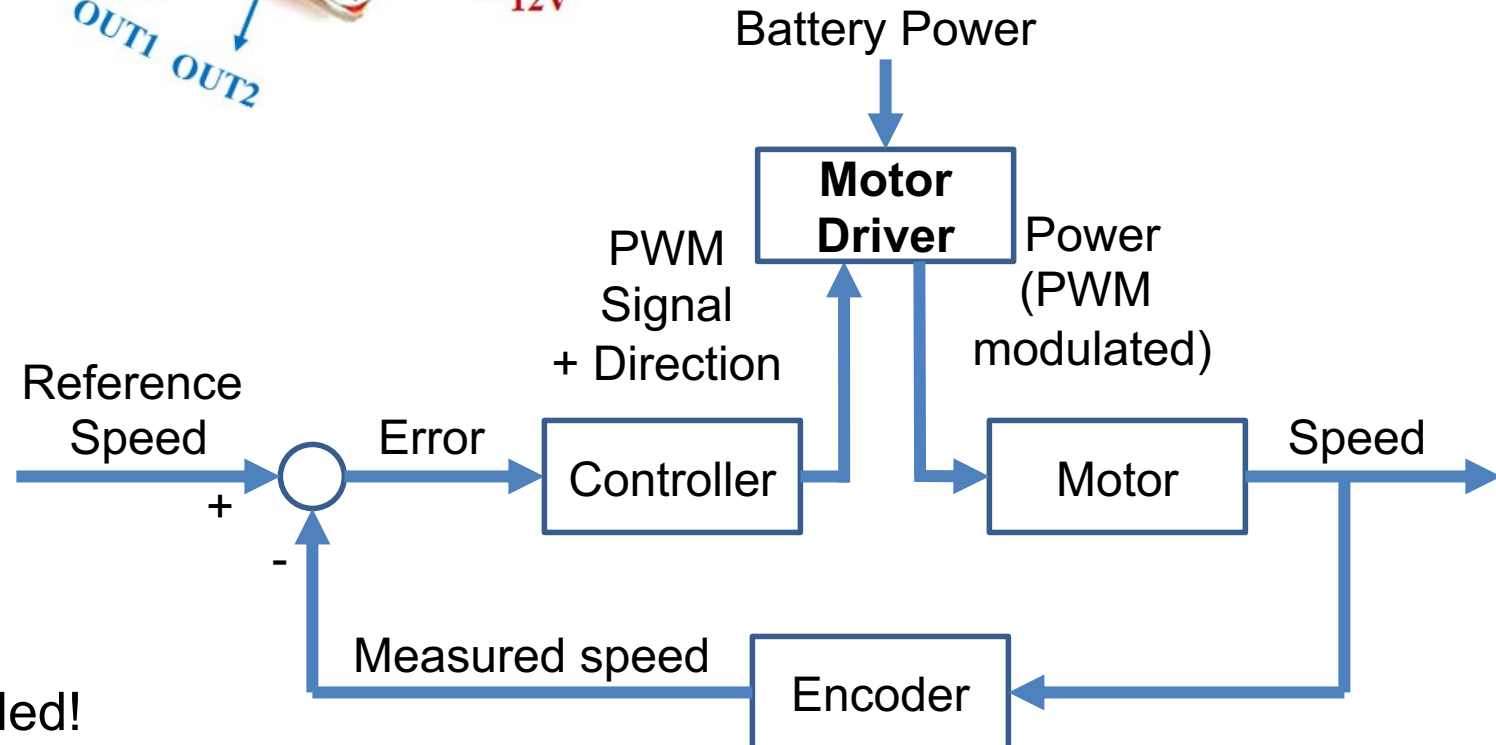 OUT1 OUT2
12V
Battery Power
Motor
Driver
PWM
Signal
+ Direction
Power
(PWM
modulated)
Reference
Speed
+
-
Error
Controller
Motor
Speed
Measured speed
Encoder
led!